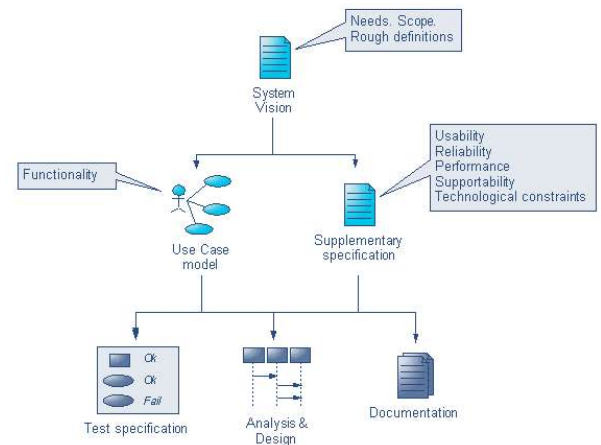 Needs. Scope.
Rough definitions
System
Vision
Functionality
Usability
Reliability
Performance
Supportability
Technological constraints
Use Case
model
Supplementary
specification
Ok
Ok
Fail
Test specification
Analysis &
Design
Documentation